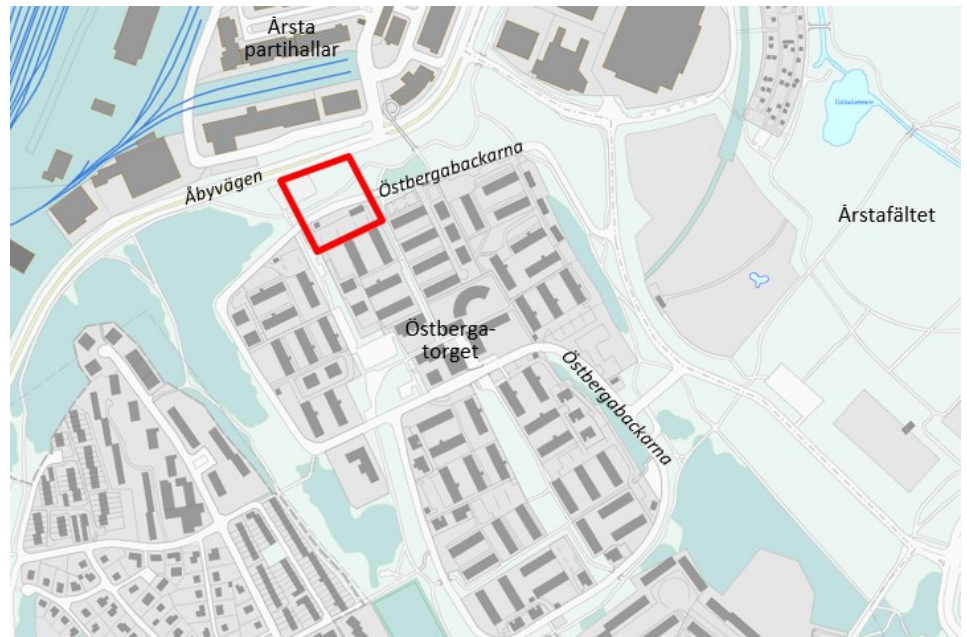 Årsta
partihallar
Åbyvägen
Östbergabackarna
Årstafältet
Östberga-
torget
Östbergabackarna